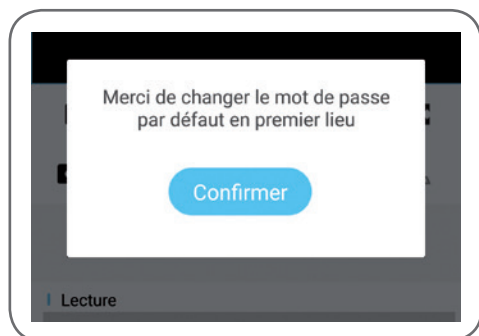 Merci de changer le mot de passe
par défaut en premier lieu
Confirmer
Lecture